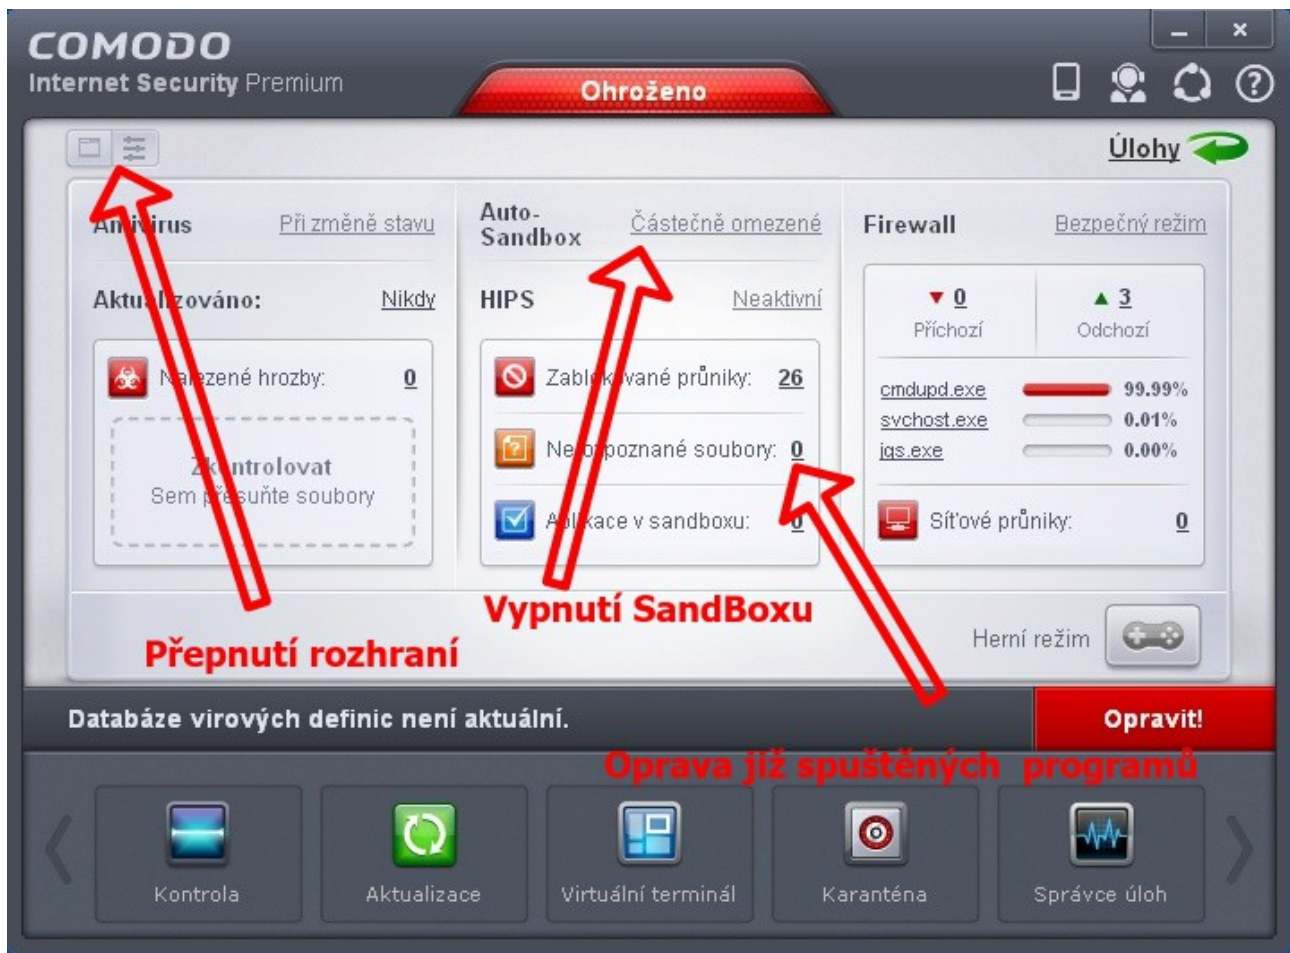 COMODO
Internet Security Premium
Ohroženo
Úlohy
Antivirus
Při změně stavu
Aktualizováno:
Nikdy
Nalezené hrozby: 0
Zkontrolovat
Sem přesuňte soubory
Auto-
Sandbox
Částečně omezené
HIPS
Neaktivní
Zablokované průniky: 26
Nerozpoznané soubory: 0
Aplikace v sandboxu: 0
Firewall
Bezpečný režim
0
Příchozí
3
Odchozí
cmdupd.exe 99.99%
svchost.exe 0.01%
jqs.exe 0.00%
Síťové průniky: 0
Vypnutí SandBoxu
Přepnutí rozhraní
Herní režim
Databáze virových definic není aktuální.
Opravit!
Oprava již spuštěných programů
Kontrola
Aktualizace
Virtuální terminál
Karanténa
Správce úloh